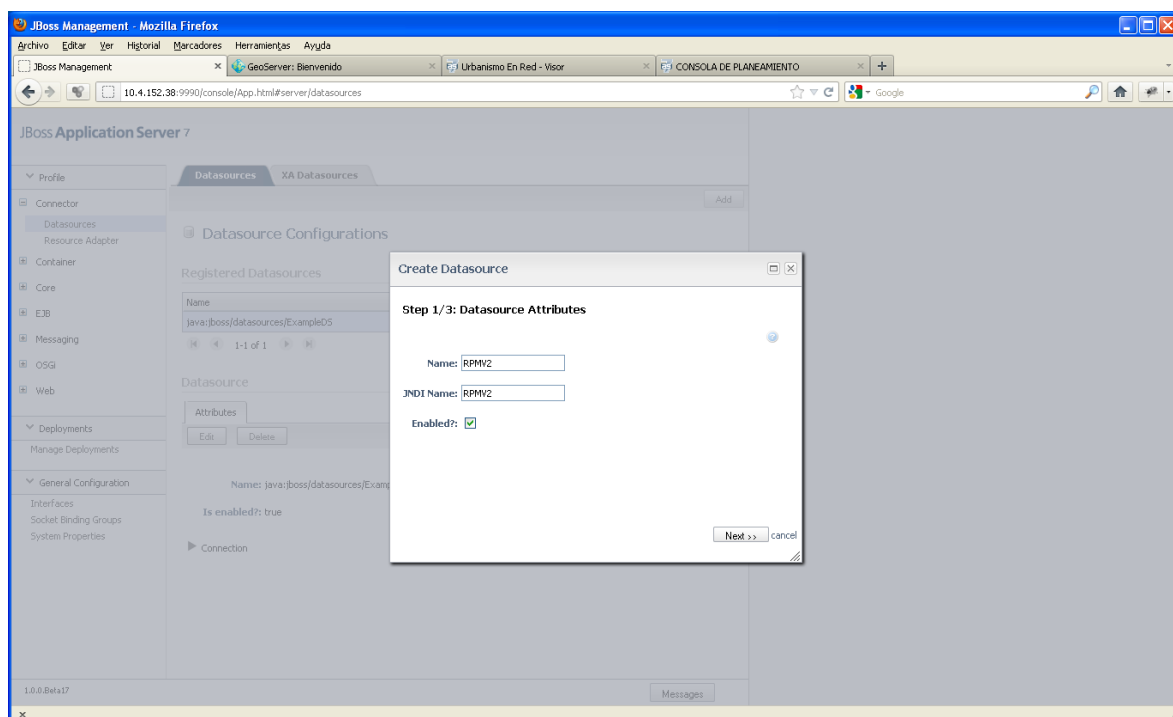 JBoss Management - Mozilla Firefox
Archivo Editar Ver Historial Marcadores Herramientas Ayuda
JBoss Management GeoServer: Bienvenido Urbanismo En Red - Visor CONSOLA DE PLANEAMIENTO
10.4.152.38:9990/console/App.html#server/datasources Google
JBoss Application Server 7
Profile
Connector
Datasources
Resource Adapter
Container
Core
EJB
Messaging
OSGi
Web
Deployments
Manage Deployments
General Configuration
Interfaces
Socket Binding Groups
System Properties
Datasources XA Datasources
Add
Datasource Configurations
Registered Datasources
Name
java:jboss/datasources/ExampleDS
1-1 of 1
Datasource
Attributes
Edit Delete
Name: java:jboss/datasources/Examp
Is enabled?: true
Connection
Create Datasource
Step 1/3: Datasource Attributes
Name: RPMV2
JNDI Name: RPMV2
Enabled?:
Next >> cancel
1.0.0.Beta17 Messages